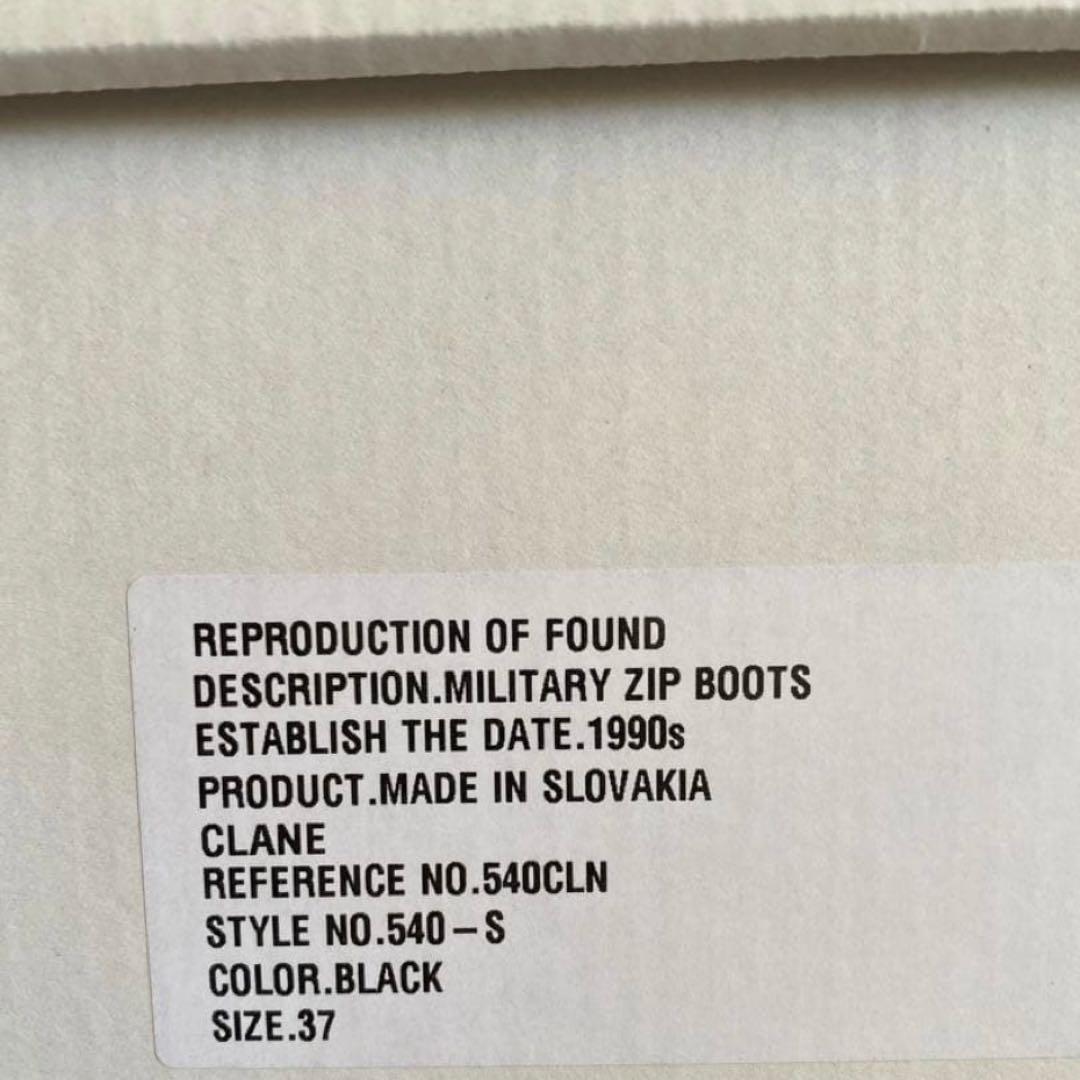 REPRODUCTION OF FOUND
DESCRIPTION.MILITARY ZIP BOOTS
ESTABLISH THE DATE.1990s
PRODUCT.MADE IN SLOVAKIA
CLANE
REFERENCE NO.540CLN
STYLE NO.540–S
COLOR.BLACK
SIZE.37